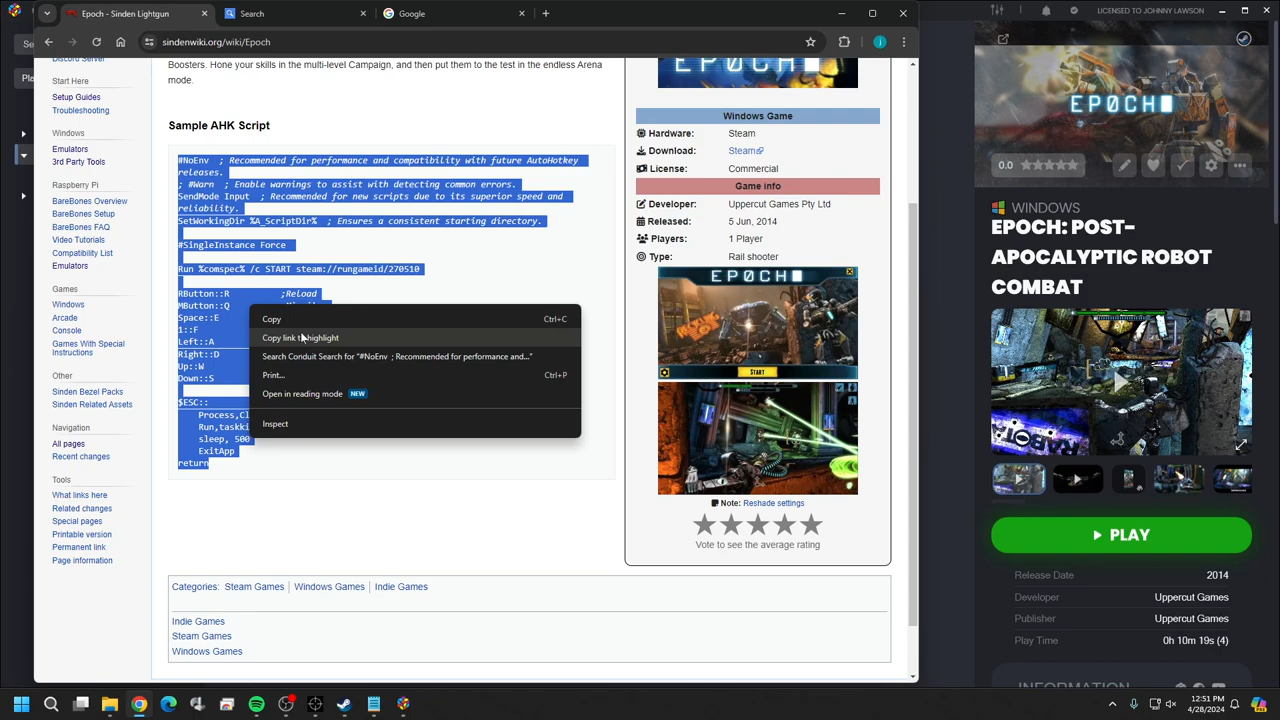 Epoch - Sinden Lightgun
Search
Google
LICENSED TO JOHNNY LAWSON
sindenwiki.org/wiki/Epoch
Discord Server
Start Here
Setup Guides
Troubleshooting
Windows
Emulators
3rd Party Tools
Raspberry Pi
BareBones Overview
BareBones Setup
BareBones FAQ
Video Tutorials
Compatibility List
Emulators
Games
Windows
Arcade
Console
Games With Special
Instructions
Other
Sinden Bezel Packs
Sinden Related Assets
Navigation
All pages
Recent changes
Tools
What links here
Related changes
Special pages
Printable version
Permanent link
Page information
Boosters. Hone your skills in the multi-level Campaign, and then put them to the test in the endless Arena
mode.
Sample AHK Script
#NoEnv ; Recommended for performance and compatibility with future AutoHotkey
releases.
; #Warn ; Enable warnings to assist with detecting common errors.
SendMode Input ; Recommended for new scripts due to its superior speed and
reliability.
SetWorkingDir %A_ScriptDir% ; Ensures a consistent starting directory.
#SingleInstance Force
Run %comspec% /c START steam://rungameid/270510
RButton::R ;Reload
MButton::Q
Space::E
1::F
Left::A
Right::D
Up::W
Down::S
$ESC::
Process,Cl
Run,taskki
sleep, 500
ExitApp
return
Copy Ctrl+C
Copy link to highlight
Search Conduit Search for "#NoEnv ; Recommended for performance and..."
Print... Ctrl+P
Open in reading mode NEW
Inspect
EPOCH
Windows Game
Hardware: Steam
Download: Steam
License: Commercial
Game info
Developer: Uppercut Games Pty Ltd
Released: 5 Jun, 2014
Players: 1 Player
Type: Rail shooter
EPOCH
START
Note: Reshade settings
Vote to see the average rating
Categories: Steam Games | Windows Games | Indie Games
Indie Games
Steam Games
Windows Games
EPOCH
0.0
WINDOWS
EPOCH: POST-
APOCALYPTIC ROBOT
COMBAT
PLAY
Release Date 2014
Developer Uppercut Games
Publisher Uppercut Games
Play Time 0h 10m 19s (4)
INFORMATION
12:51 PM
4/28/2024